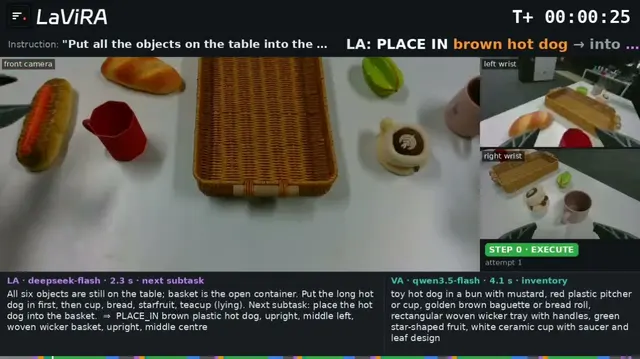 LaViRA
T+ 00:00:25
Instruction: "Put all the objects on the table into the ...
LA: PLACE IN brown hot dog → into ...
front camera
left wrist
right wrist
STEP 0 · EXECUTE
attempt 1
LA · deepseek-flash · 2.3 s · next subtask
All six objects are still on the table; basket is the open container. Put the long hot
dog in first, then cup, bread, starfruit, teacup (lying). Next subtask: place the hot
dog into the basket. ⇒ PLACE_IN brown plastic hot dog, upright, middle left,
woven wicker basket, upright, middle centre
VA · qwen3.5-flash · 4.1 s · inventory
toy hot dog in a bun with mustard, red plastic pitcher
or cup, golden brown baguette or bread roll,
rectangular woven wicker tray with handles, green
star-shaped fruit, white ceramic cup with saucer and
leaf design